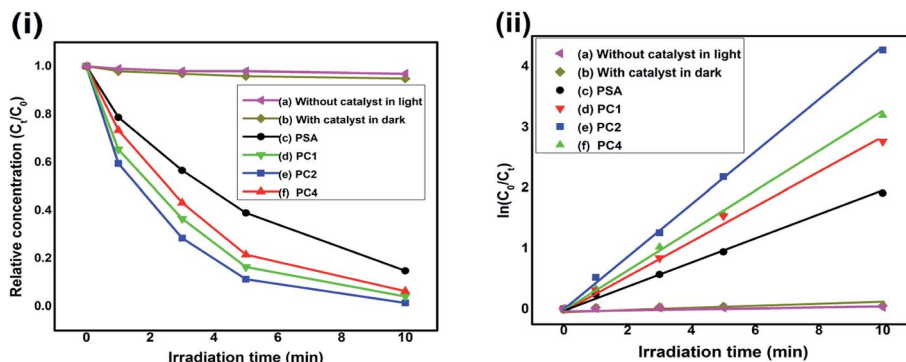 (i)
Relative concentration (Ct/C0)
1.0
0.8
0.6
0.4
0.2
0.0
(a) Without catalyst in light
(b) With catalyst in dark
(c) PSA
(d) PC1
(e) PC2
(f) PC4
0 2 4 6 8 10
Irradiation time (min)
(ii)
ln(C0/Ct)
4
3
2
1
0
(a) Without catalyst in light
(b) With catalyst in dark
(c) PSA
(d) PC1
(e) PC2
(f) PC4
0 2 4 6 8 10
Irradiation time (min)